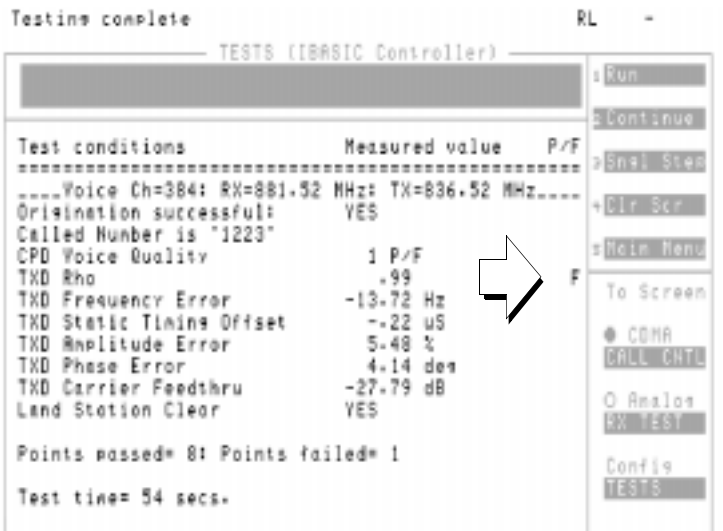 Testing complete
RL -
TESTS (IBASIC Controller)
Test conditions Measured value P/F
==================================================
____Voice Ch=384: RX=881.52 MHz: TX=836.52 MHz____
Origination successful: YES
Called Number is "1223"
CPD Voice Quality 1 P/F
TXD Rho .99 F
TXD Frequency Error -13.72 Hz
TXD Static Timing Offset -.22 uS
TXD Amplitude Error 5.48 %
TXD Phase Error 4.14 deg
TXD Carrier Feedthru -27.79 dB
Land Station Clear YES
Points passed= 8: Points failed= 1
Test time= 54 secs.
1 Run
2 Continue
3 Sngl Step
4 Clr Scr
5 Main Menu
To Screen
CDMA
CALL CNTL
Analog
RX TEST
Config
TESTS